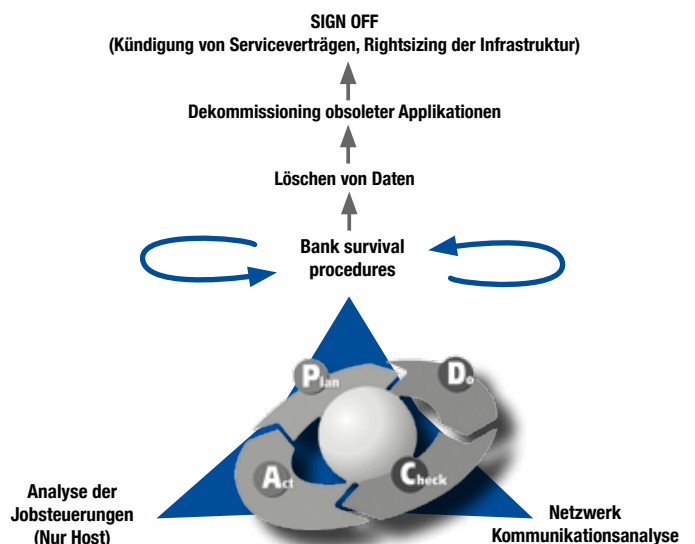 SIGN OFF
(Kündigung von Serviceverträgen, Rightsizing der Infrastruktur)
Dekommissioning obsoleter Applikationen
Löschen von Daten
Bank survival
procedures
Plan
Do
Act
Check
Analyse der
Jobsteuerungen
(Nur Host)
Netzwerk
Kommunikationsanalyse